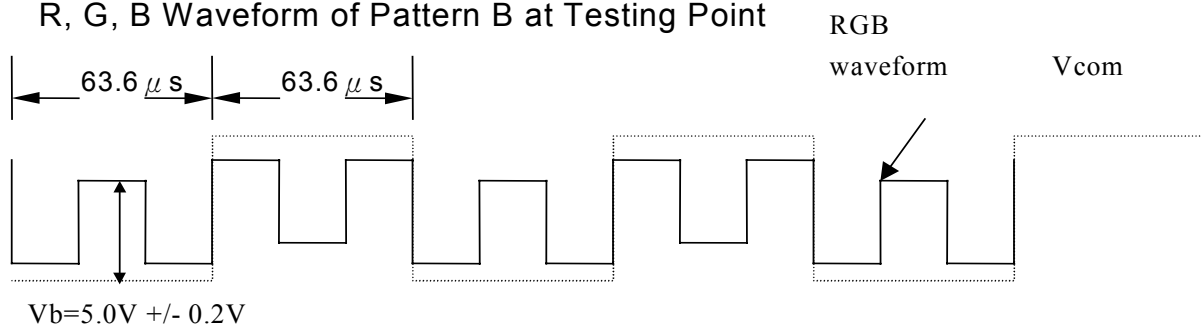 R, G, B Waveform of Pattern B at Testing Point
RGB
waveform
Vcom
63.6 μ s
63.6 μ s
Vb=5.0V +/- 0.2V